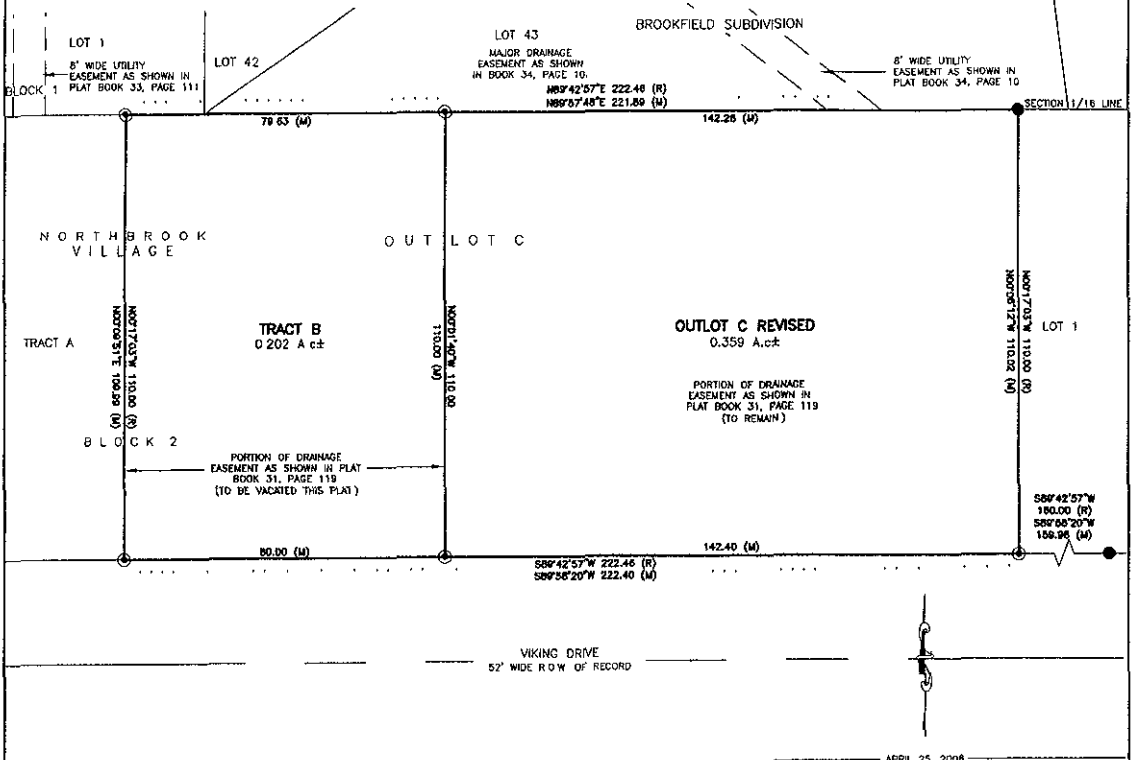 BROOKFIELD SUBDIVISION
LOT 1
8' WIDE UTILITY
EASEMENT AS SHOWN IN
PLAT BOOK 33, PAGE 111
BLOCK 1
LOT 42
LOT 43
MAJOR DRAINAGE
EASEMENT AS SHOWN
IN BOOK 34, PAGE 10.
8' WIDE UTILITY
EASEMENT AS SHOWN IN
PLAT BOOK 34, PAGE 10
N89°42'57"E 222.46 (R)
N89°57'48"E 221.89 (M)
SECTION 1/16 LINE
79.63 (M)
142.26 (M)
NORTHBROOK
VILLAGE
OUTLOT C
TRACT A
N00°17'03"W 110.00 (R)
N00°09'51"E 109.99 (M)
TRACT B
0.202 A.c±
N00°01'40"W 110.00
110.00 (M)
OUTLOT C REVISED
0.359 A.c±
PORTION OF DRAINAGE
EASEMENT AS SHOWN IN
PLAT BOOK 31, PAGE 119
(TO REMAIN)
N00°17'03"W 110.00 (R)
N00°06'12"W 110.02 (M)
LOT 1
BLOCK 2
PORTION OF DRAINAGE
EASEMENT AS SHOWN IN PLAT
BOOK 31, PAGE 119
(TO BE VACATED THIS PLAT)
S89°42'57"W
160.00 (R)
S89°58'20"W
159.96 (M)
80.00 (M)
142.40 (M)
S89°42'57"W 222.46 (R)
S89°58'20"W 222.40 (M)
VIKING DRIVE
52' WIDE R.O.W. OF RECORD
APRIL 25, 2008